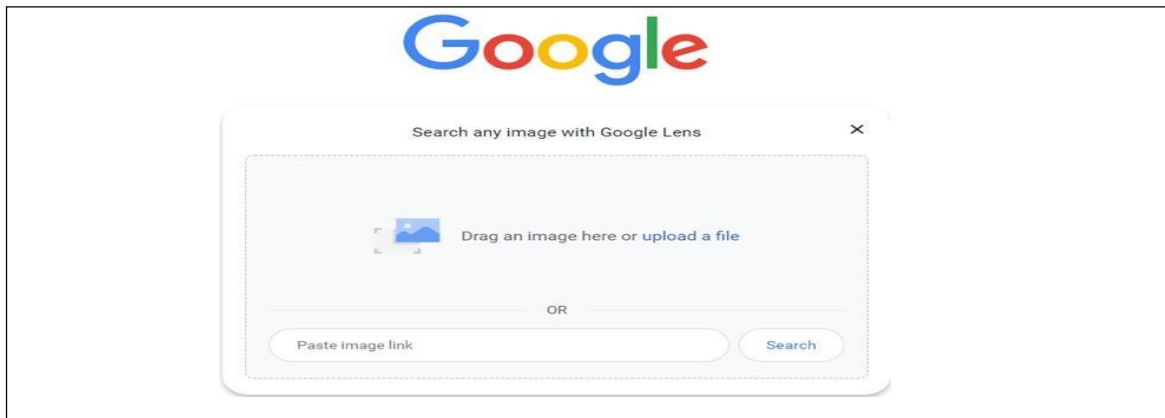 Google
Search any image with Google Lens
Drag an image here or upload a file
OR
Paste image link
Search